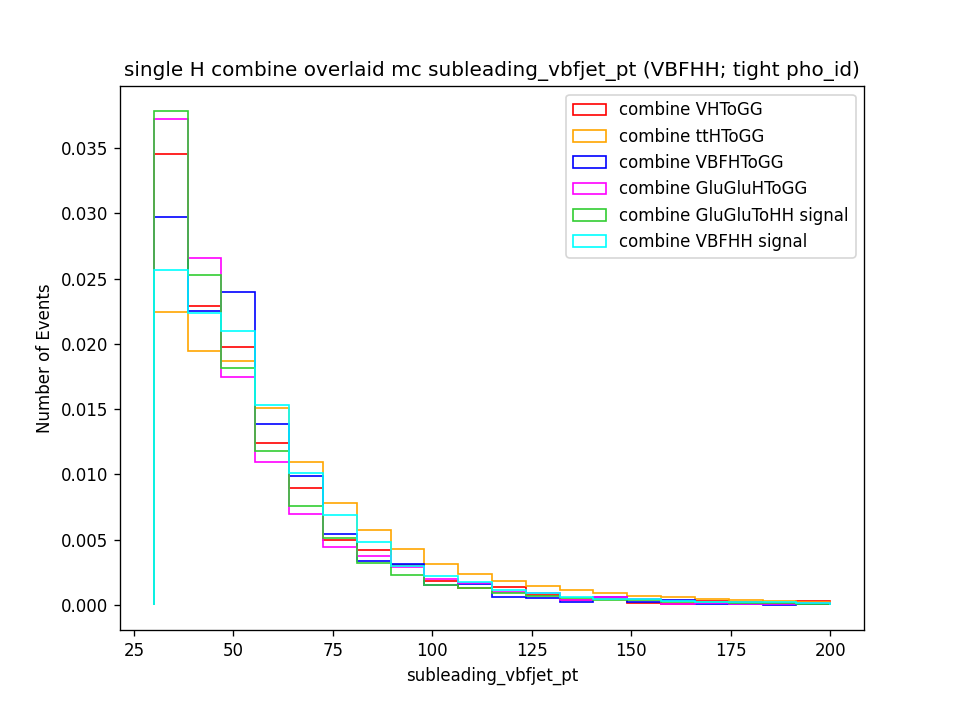 single H combine overlaid mc subleading_vbfjet_pt (VBFHH; tight pho_id)
combine VHToGG
combine ttHToGG
combine VBFHToGG
combine GluGluHToGG
combine GluGluToHH signal
combine VBFHH signal
Number of Events
0.035
0.030
0.025
0.020
0.015
0.010
0.005
0.000
25 50 75 100 125 150 175 200
subleading_vbfjet_pt